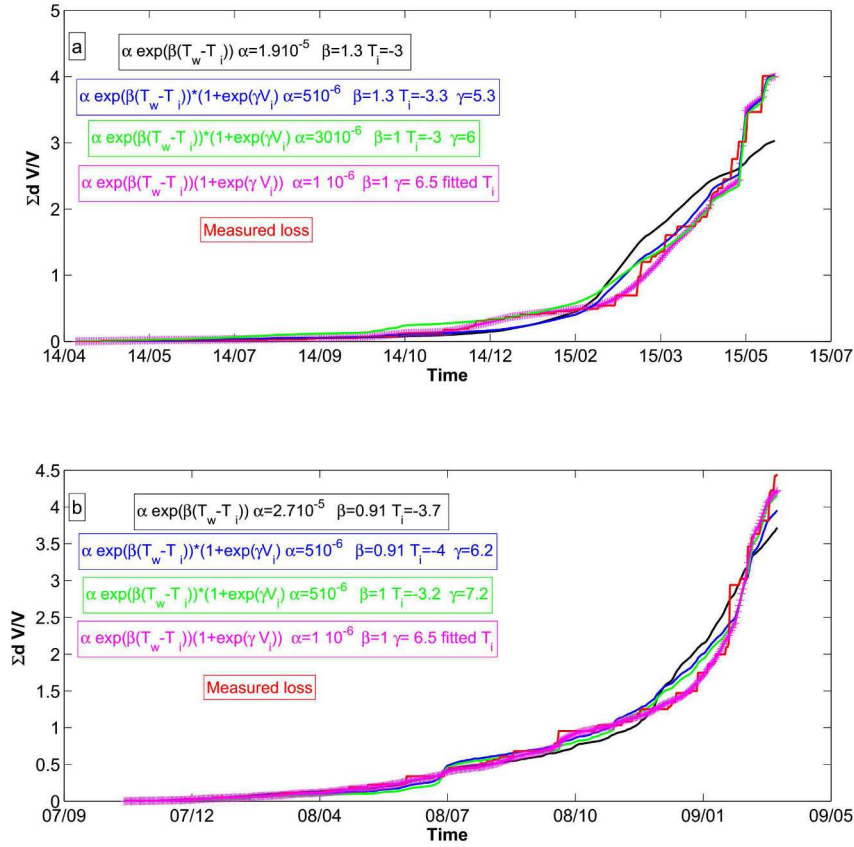 a
α exp(β(T_w-T_i)) α=1.910^-5 β=1.3 T_i=-3
α exp(β(T_w-T_i))*(1+exp(γV_i) α=510^-6 β=1.3 T_i=-3.3 γ=5.3
α exp(β(T_w-T_i))*(1+exp(γV_i) α=3010^-6 β=1 T_i=-3 γ=6
α exp(β(T_w-T_i))(1+exp(γ V_i)) α=1 10^-6 β=1 γ= 6.5 fitted T_i
Measured loss
5
4
3
2
1
0
Σd V/V
14/04 14/05 14/07 14/09 14/10 14/12 15/02 15/03 15/05 15/07
Time
b
α exp(β(T_w-T_i)) α=2.710^-5 β=0.91 T_i=-3.7
α exp(β(T_w-T_i))*(1+exp(γV_i) α=510^-6 β=0.91 T_i=-4 γ=6.2
α exp(β(T_w-T_i))*(1+exp(γV_i) α=510^-6 β=1 T_i=-3.2 γ=7.2
α exp(β(T_w-T_i))(1+exp(γ V_i)) α=1 10^-6 β=1 γ= 6.5 fitted T_i
Measured loss
4.5
4
3.5
3
2.5
2
1.5
1
0.5
0
Σd V/V
07/09 07/12 08/04 08/07 08/10 09/01 09/05
Time